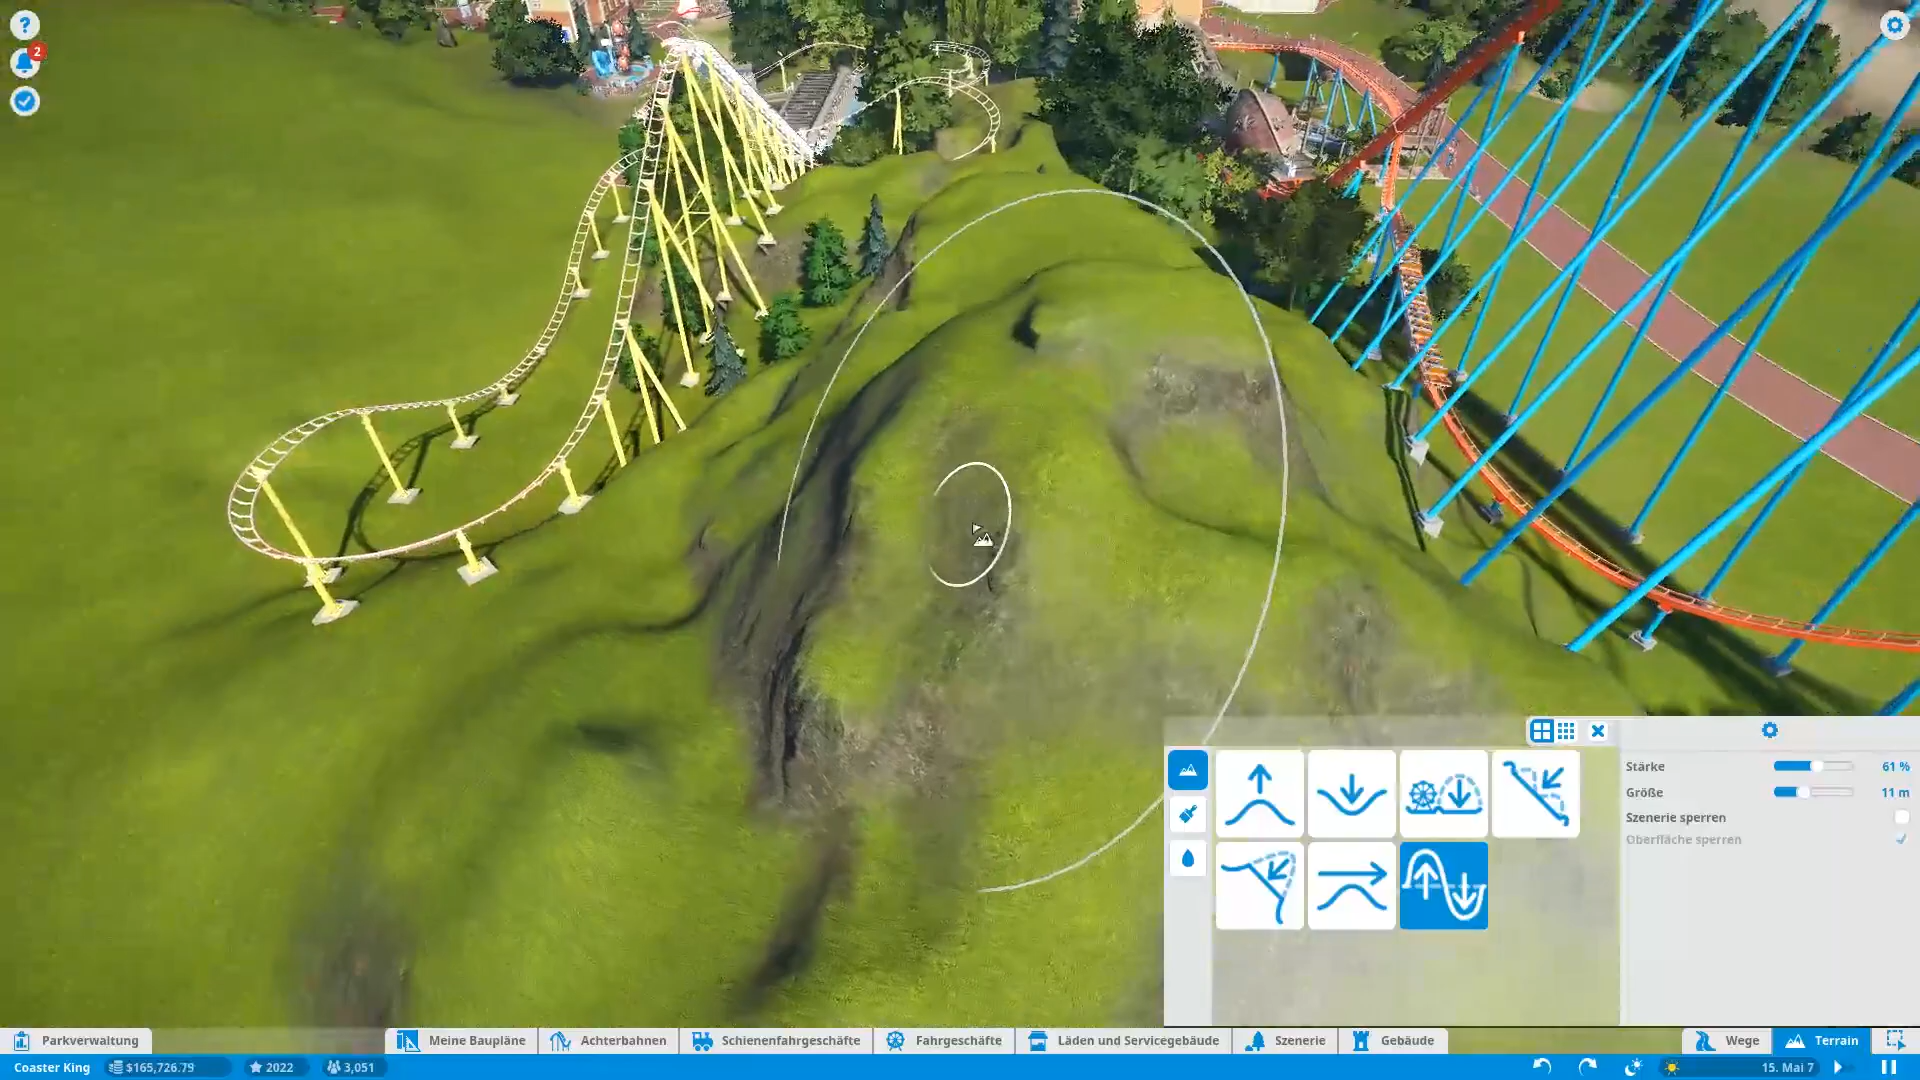 ?
2
Stärke 61 %
Größe 11 m
Szenerie sperren
Oberfläche sperren
Parkverwaltung
Meine Baupläne
Achterbahnen
Schienenfahrgeschäfte
Fahrgeschäfte
Läden und Servicegebäude
Szenerie
Gebäude
Wege
Terrain
Coaster King
$165,726.79
2022
3,051
15. Mai 7